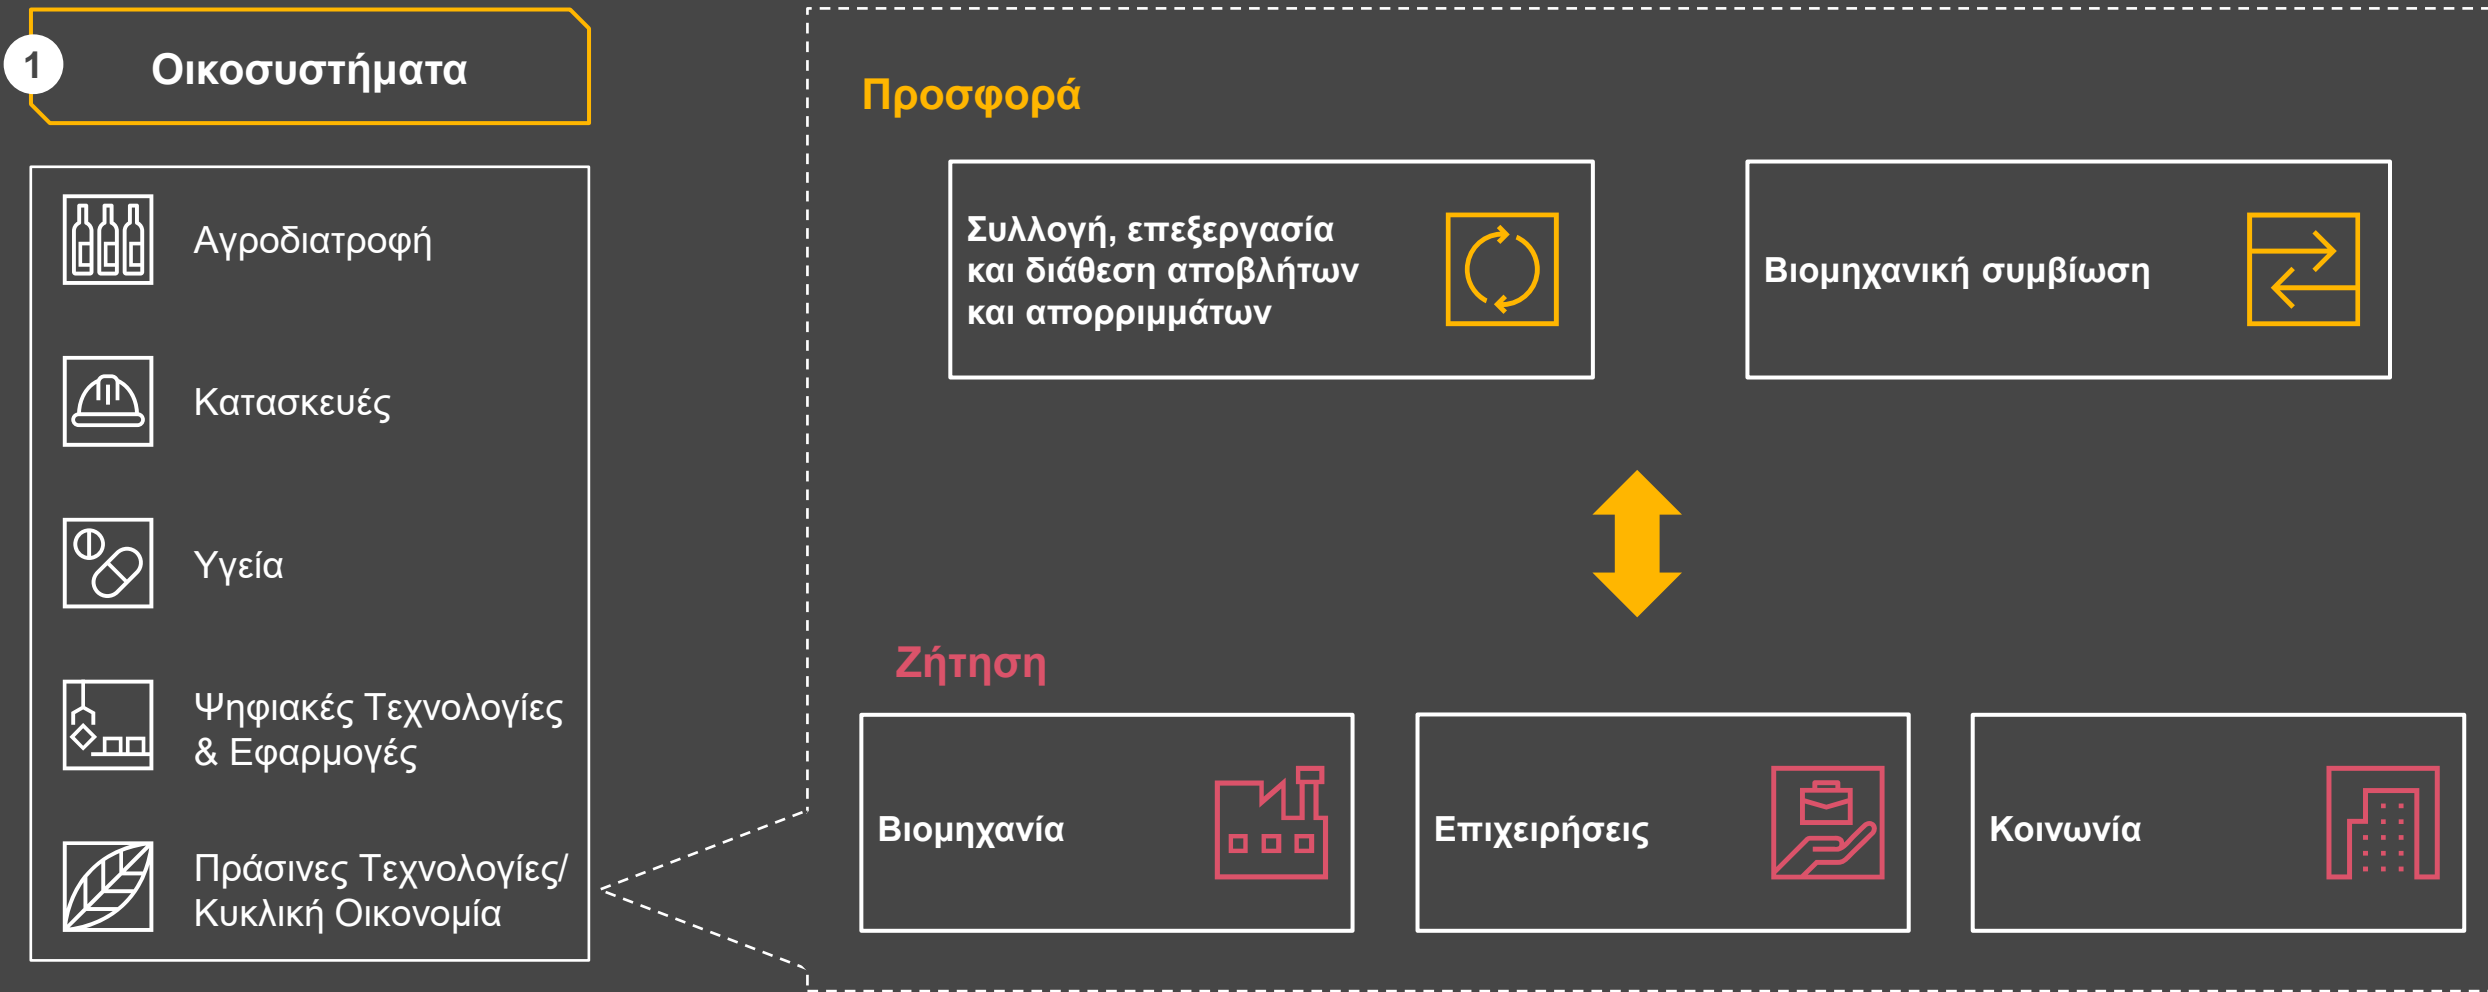 1
Οικοσυστήματα
Αγροδιατροφή
Κατασκευές
Υγεία
Ψηφιακές Τεχνολογίες
& Εφαρμογές
Πράσινες Τεχνολογίες/
Κυκλική Οικονομία
Προσφορά
Συλλογή, επεξεργασία
και διάθεση αποβλήτων
και απορριμμάτων
Βιομηχανική συμβίωση
Ζήτηση
Βιομηχανία
Επιχειρήσεις
Κοινωνία